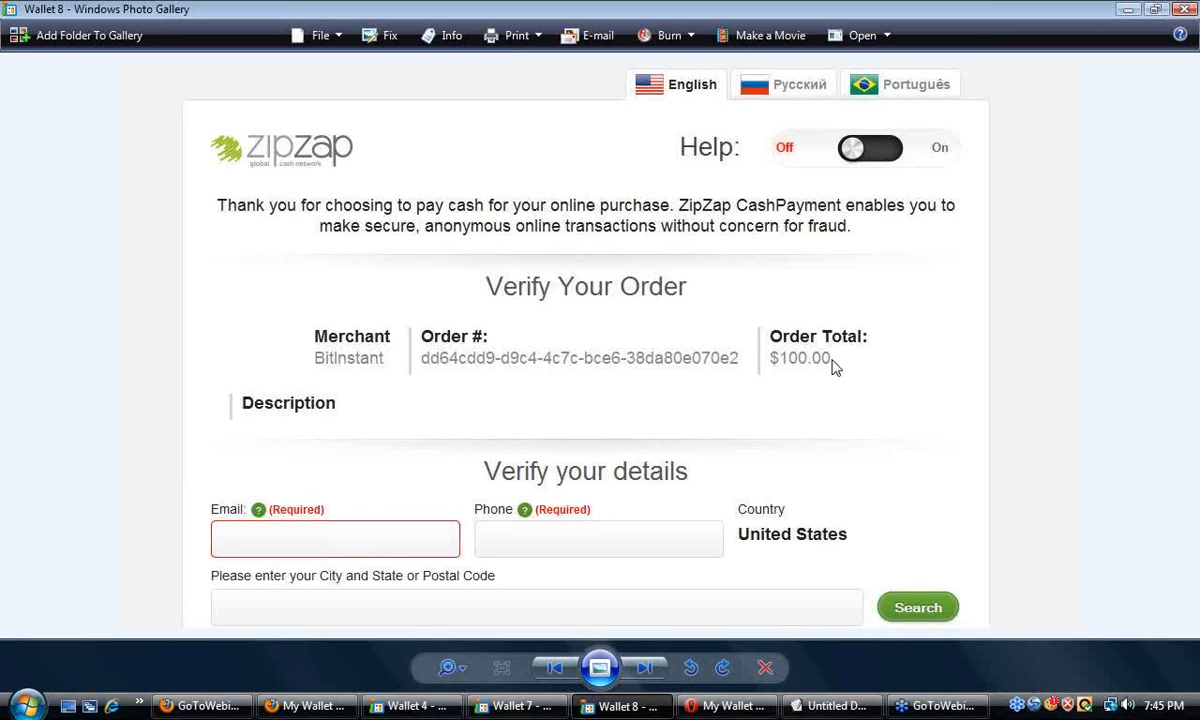 Wallet 8 - Windows Photo Gallery
Add Folder To Gallery File Fix Info Print E-mail Burn Make a Movie Open
English Русский Português
zipzap
global cash network
Help: Off On
Thank you for choosing to pay cash for your online purchase. ZipZap CashPayment enables you to
make secure, anonymous online transactions without concern for fraud.
Verify Your Order
Merchant Order #: Order Total:
BitInstant dd64cdd9-d9c4-4c7c-bce6-38da80e070e2 $100.00
Description
Verify your details
Email: ? (Required) Phone ? (Required) Country
United States
Please enter your City and State or Postal Code
Search
» GoToWebi... My Wallet ... Wallet 4 - ... Wallet 7 - ... Wallet 8 - ... My Wallet ... Untitled D... GoToWebi... 7:45 PM